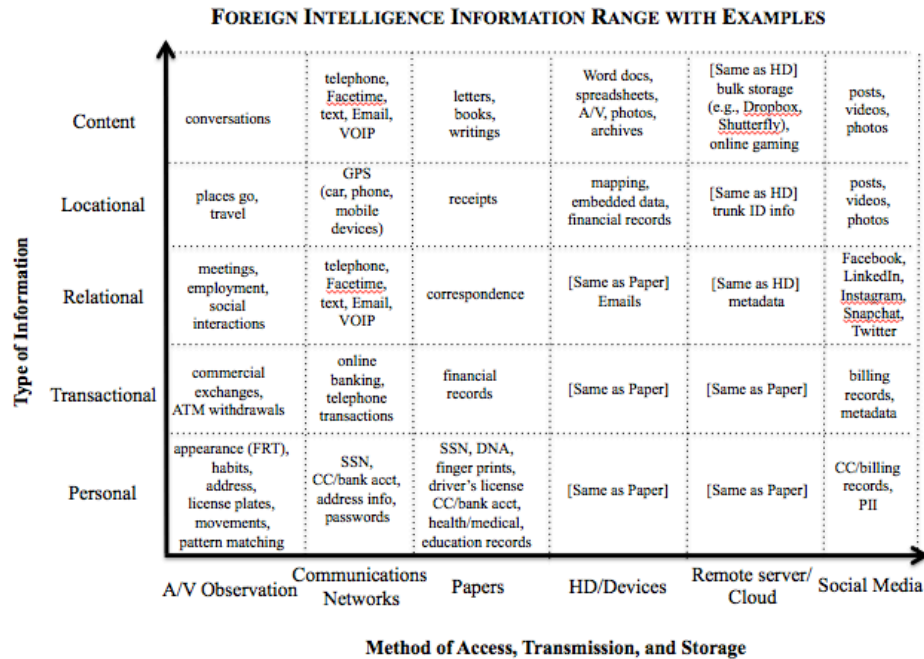 FOREIGN INTELLIGENCE INFORMATION RANGE WITH EXAMPLES
Type of Information
Content
conversations
telephone,
Facetime,
text, Email,
VOIP
letters,
books,
writings
Word docs,
spreadsheets,
A/V, photos,
archives
[Same as HD]
bulk storage
(e.g., Dropbox,
Shutterfly),
online gaming
posts,
videos,
photos
Locational
places go,
travel
GPS
(car, phone,
mobile
devices)
receipts
mapping,
embedded data,
financial records
[Same as HD]
trunk ID info
posts,
videos,
photos
Relational
meetings,
employment,
social
interactions
telephone,
Facetime,
text, Email,
VOIP
correspondence
[Same as Paper]
Emails
[Same as HD]
metadata
Facebook,
LinkedIn,
Instagram,
Snapchat,
Twitter
Transactional
commercial
exchanges,
ATM withdrawals
online
banking,
telephone
transactions
financial
records
[Same as Paper]
[Same as Paper]
billing
records,
metadata
Personal
appearance (FRT),
habits,
address,
license plates,
movements,
pattern matching
SSN,
CC/bank acct,
address info,
passwords
SSN, DNA,
finger prints,
driver's license
CC/bank acct,
health/medical,
education records
[Same as Paper]
[Same as Paper]
CC/billing
records,
PII
A/V Observation
Communications
Networks
Papers
HD/Devices
Remote server/
Cloud
Social Media
Method of Access, Transmission, and Storage